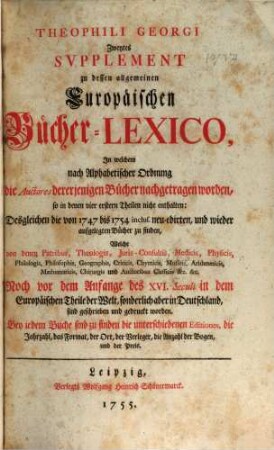 THEOPHILI GEORGI
Zweytes
SVPPLEMENT
zu dessen allgemeinen
Europäischen
Bücher-LEXICO,
In welchem
nach Alphabetischer Ordnung
die Auctores dererjenigen Bücher nachgetragen worden,
so in denen vier erstern Theilen nicht enthalten:
Desgleichen die von 1747 bis 1754 inclus. neu-edirten, und wieder
aufgelegten Bücher zu finden,
Welche
von denen Patribus, Theologis, Juris-Consultis, Medicis, Physicis,
Philologis, Philosophis, Geographis, Criticis, Chymicis, Musicis, Arithmeticis,
Mathematicis, Chirurgis und Auctoribus Classicis &c. &c.
Noch vor dem Anfange des XVI. Seculi in dem
Europäischen Theile der Welt, sonderlich aber in Deutschland,
sind geschrieben und gedruckt worden.
Bey jedem Buche sind zu finden die unterschiedenen Editiones, die
Jahrzahl, das Format, der Ort, der Verleger, die Anzahl der Bogen,
und der Preis.
Leipzig,
Verlegts Wolfgang Heinrich Schönermarck.
1755.